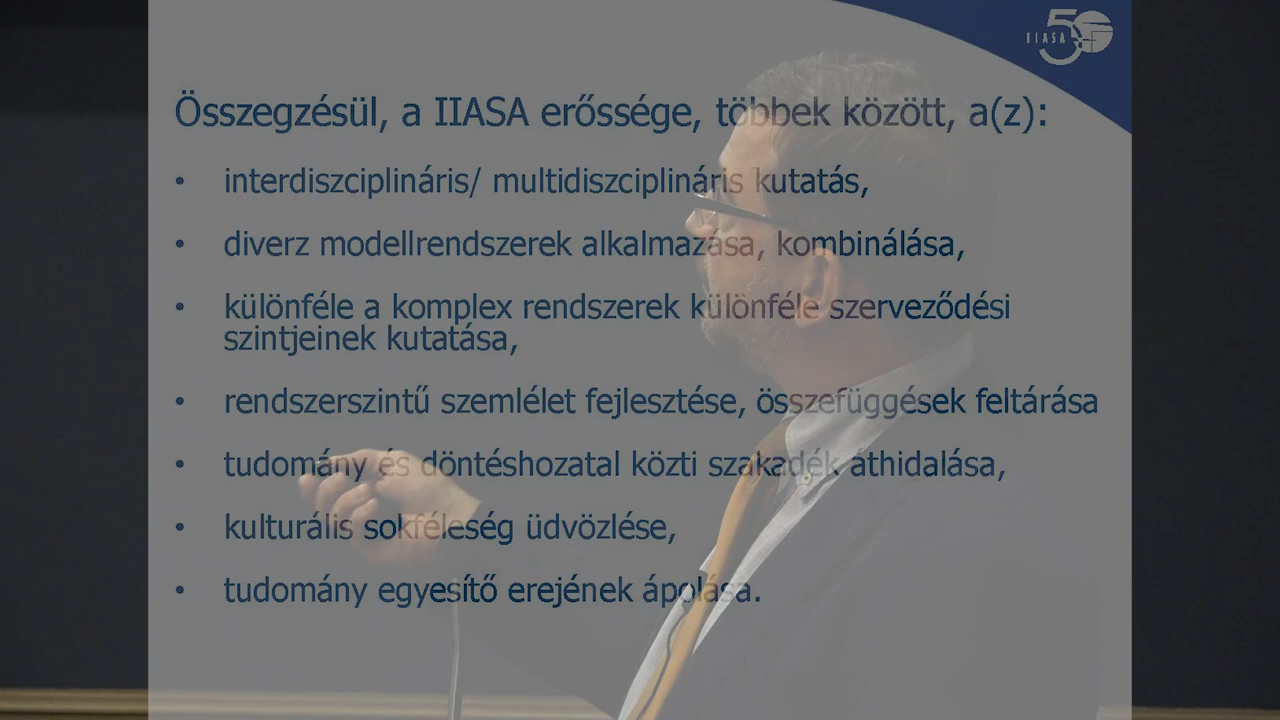 IIASA 50
Összegzésül, a IIASA erőssége, többek között, a(z):
• interdiszciplináris/ multidiszciplináris kutatás,
• diverz modellrendszerek alkalmazása, kombinálása,
• különféle a komplex rendszerek különféle szerveződési
szintjeinek kutatása,
• rendszerszintű szemlélet fejlesztése, összefüggések feltárása
• tudomány és döntéshozatal közti szakadék áthidalása,
• kulturális sokféleség üdvözlése,
• tudomány egyesítő erejének ápolása.